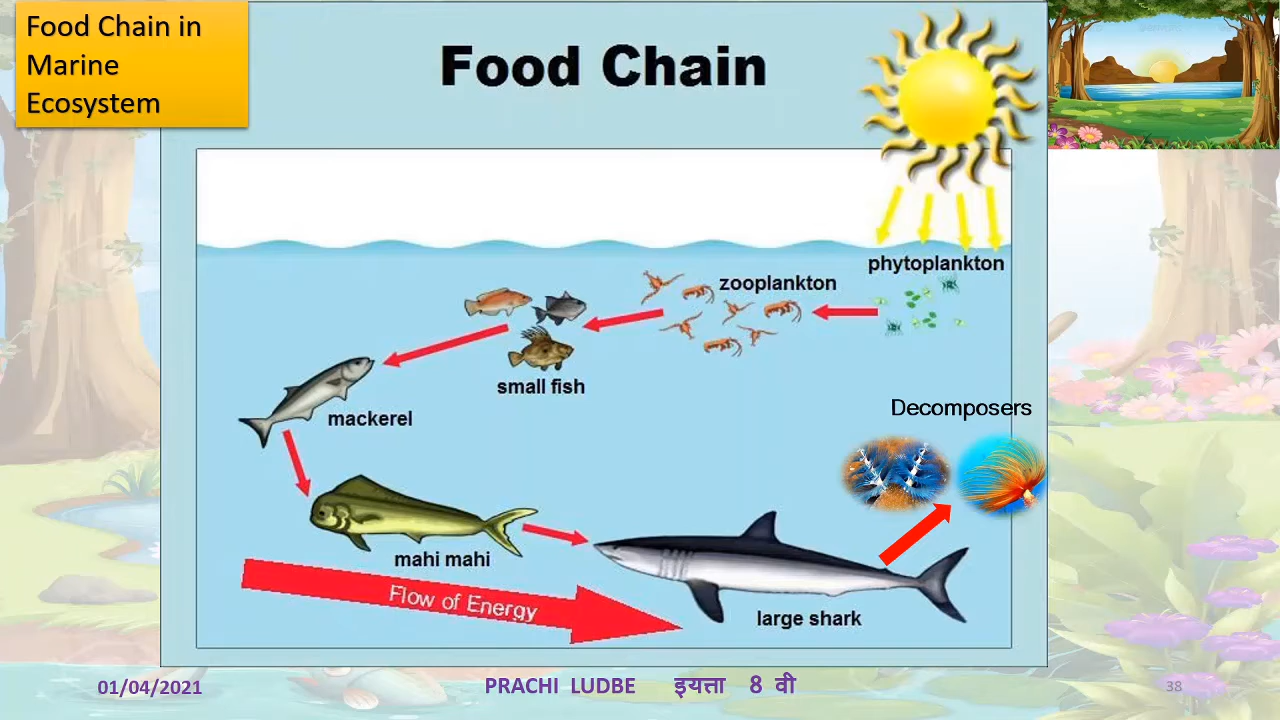 Food Chain in
Marine
Ecosystem
Food Chain
phytoplankton
zooplankton
small fish
mackerel
Decomposers
mahi mahi
Flow of Energy
large shark
01/04/2021
PRACHI LUDBE इयत्ता 8 वी
38